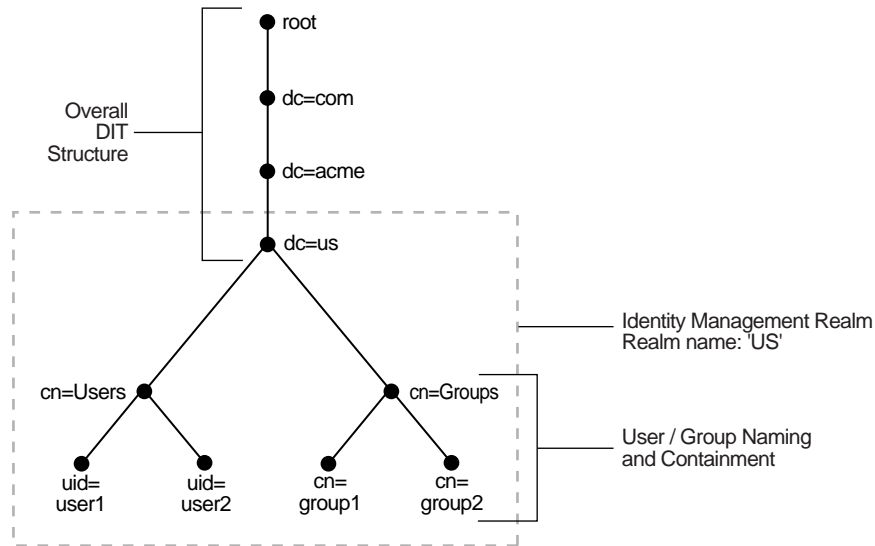 root
dc=com
Overall
DIT
Structure
dc=acme
dc=us
Identity Management Realm
Realm name: 'US'
cn=Users
cn=Groups
User / Group Naming
and Containment
uid=
user1
uid=
user2
cn=
group1
cn=
group2